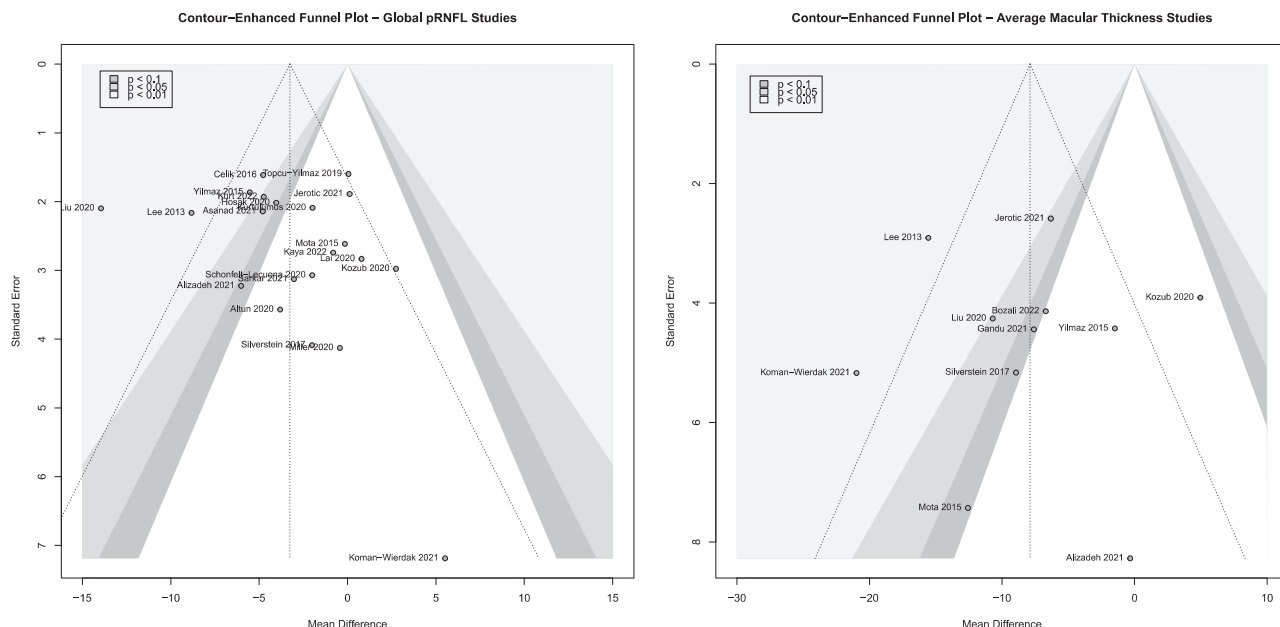 Contour−Enhanced Funnel Plot − Global pRNFL Studies
p < 0.1
p < 0.05
p < 0.01
Standard Error
0
1
2
3
4
5
6
7
Celik 2016
Topcu−Yilmaz 2019
Yilmaz 2015
Kurt 2022
Jerotic 2021
Hosak 2020
Liu 2020
Lee 2013
Asanad 2021
Kurtulumus 2020
Mota 2015
Kaya 2022
Lai 2020
Kozub 2020
Schonfelt−Lecuona 2020
Sarkar 2021
Alizadeh 2021
Altun 2020
Silverstein 2017
Miller 2020
Koman−Wierdak 2021
−15
−10
−5
0
5
10
15
Mean Difference
Contour−Enhanced Funnel Plot − Average Macular Thickness Studies
p < 0.1
p < 0.05
p < 0.01
Standard Error
0
2
4
6
8
Jerotic 2021
Lee 2013
Kozub 2020
Bozali 2022
Liu 2020
Gandu 2021
Yilmaz 2015
Koman−Wierdak 2021
Silverstein 2017
Mota 2015
Alizadeh 2021
−30
−20
−10
0
10
Mean Difference